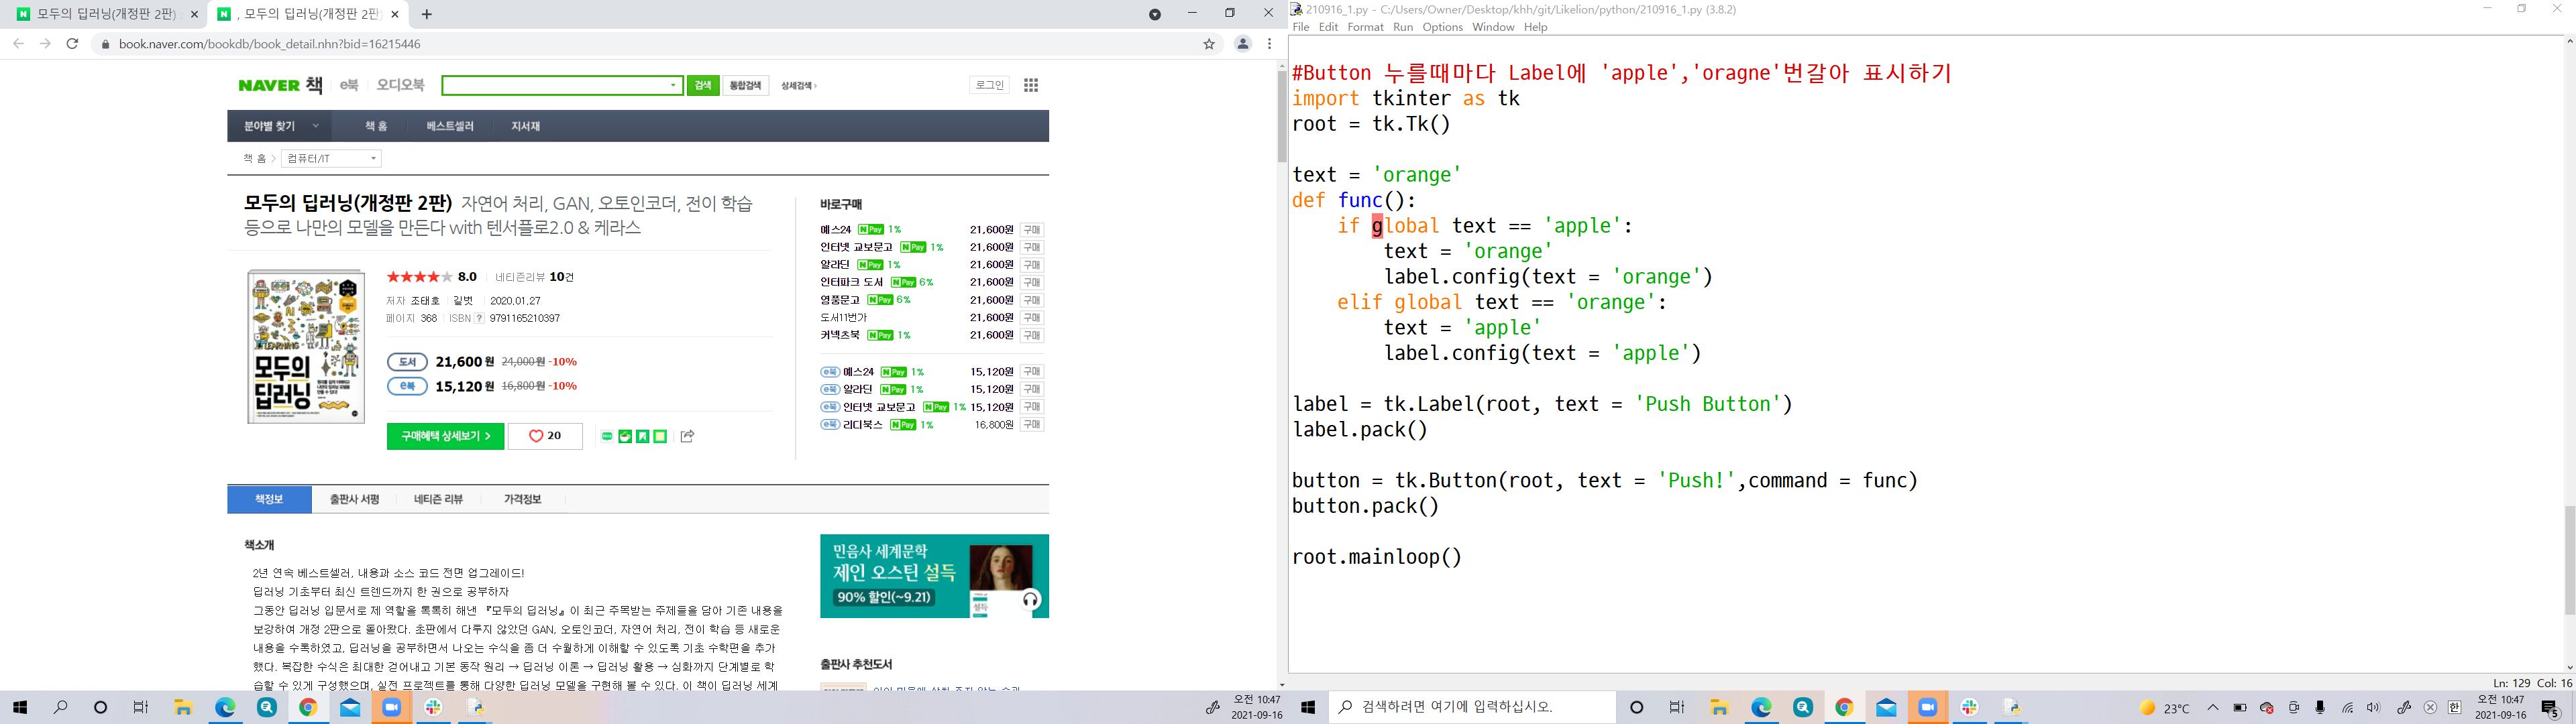 모두의 딥러닝(개정판 2판)
, 모두의 딥러닝(개정판 2판
book.naver.com/bookdb/book_detail.nhn?bid=16215446
NAVER 책 e북 오디오북 검색 통합검색 상세검색 로그인
분야별 찾기 책 홈 베스트셀러 지서재
책 홈 > 컴퓨터/IT
모두의 딥러닝(개정판 2판) 자연어 처리, GAN, 오토인코더, 전이 학습
등으로 나만의 모델을 만든다 with 텐서플로2.0 & 케라스
8.0 네티즌리뷰 10건
저자 조태호 길벗 2020.01.27
페이지 368 ISBN ? 9791165210397
모두의
딥러닝
도서 21,600원 24,000원 -10%
e북 15,120원 16,800원 -10%
구매혜택 상세보기 > 20
바로구매
예스24 N Pay 1% 21,600원 구매
인터넷 교보문고 N Pay 1% 21,600원 구매
알라딘 N Pay 1% 21,600원 구매
인터파크 도서 N Pay 6% 21,600원 구매
영풍문고 N Pay 6% 21,600원 구매
도서11번가 21,600원 구매
커넥츠북 N Pay 1% 21,600원 구매
e북 예스24 N Pay 1% 15,120원 구매
e북 알라딘 N Pay 1% 15,120원 구매
e북 인터넷 교보문고 N Pay 1% 15,120원 구매
e북 리디북스 N Pay 1% 16,800원 구매
책정보 출판사 서평 네티즌 리뷰 가격정보
책소개
2년 연속 베스트셀러, 내용과 소스 코드 전면 업그레이드!
딥러닝 기초부터 최신 트렌드까지 한 권으로 공부하자
그동안 딥러닝 입문서로 제 역할을 톡톡히 해낸 『모두의 딥러닝』이 최근 주목받는 주제들을 담아 기존 내용을
보강하여 개정 2판으로 돌아왔다. 초판에서 다루지 않았던 GAN, 오토인코더, 자연어 처리, 전이 학습 등 새로운
내용을 수록하였고, 딥러닝을 공부하면서 나오는 수식을 좀 더 수월하게 이해할 수 있도록 기초 수학편을 추가
했다. 복잡한 수식은 최대한 걷어내고 기본 동작 원리 → 딥러닝 이론 → 딥러닝 활용 → 심화까지 단계별로 학
습할 수 있게 구성했으며, 실전 프로젝트를 통해 다양한 딥러닝 모델을 구현해 볼 수 있다. 이 책이 딥러닝 세계
민음사 세계문학
제인 오스틴 설득
90% 할인(~9.21)
출판사 추천도서
오전 10:47
2021-09-16
210916_1.py - C:/Users/Owner/Desktop/khh/git/Likelion/python/210916_1.py (3.8.2)
File Edit Format Run Options Window Help
#Button 누를때마다 Label에 'apple','oragne'번갈아 표시하기
import tkinter as tk
root = tk.Tk()
text = 'orange'
def func():
if global text == 'apple':
text = 'orange'
label.config(text = 'orange')
elif global text == 'orange':
text = 'apple'
label.config(text = 'apple')
label = tk.Label(root, text = 'Push Button')
label.pack()
button = tk.Button(root, text = 'Push!',command = func)
button.pack()
root.mainloop()
Ln: 129 Col: 16
검색하려면 여기에 입력하십시오.
23°C 한 오전 10:47
2021-09-16 5